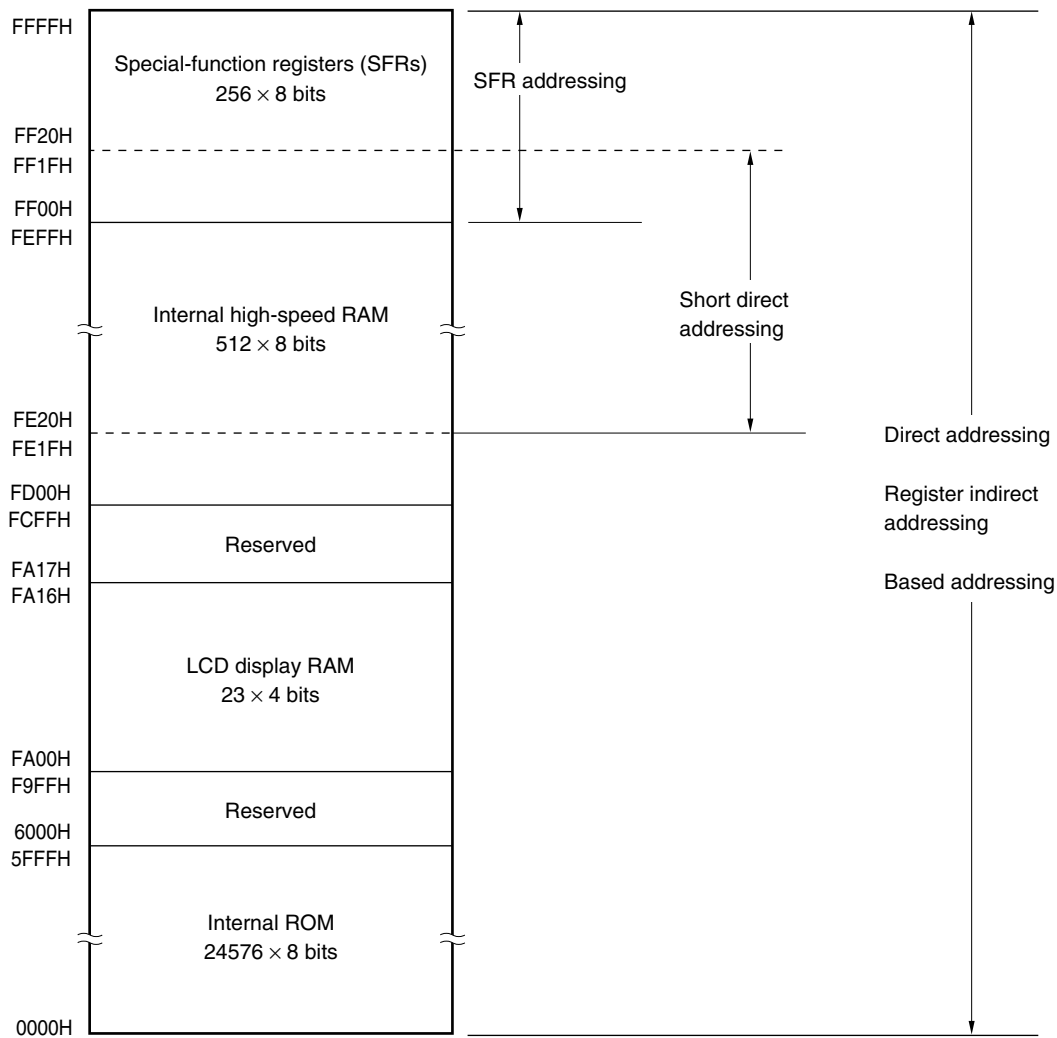 FFFFH
Special-function registers (SFRs)
256 × 8 bits
SFR addressing
FF20H
FF1FH
FF00H
FEFFH
Internal high-speed RAM
512 × 8 bits
Short direct
addressing
FE20H
FE1FH
Direct addressing
Register indirect
addressing
Based addressing
FD00H
FCFFH
Reserved
FA17H
FA16H
LCD display RAM
23 × 4 bits
FA00H
F9FFH
Reserved
6000H
5FFFH
Internal ROM
24576 × 8 bits
0000H